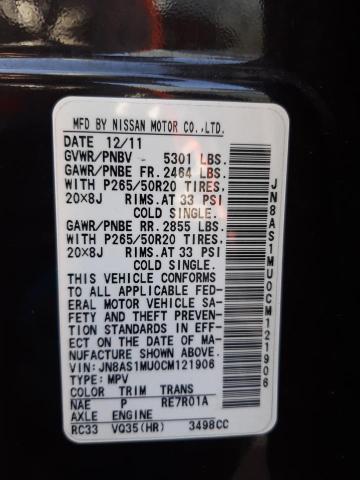 MFD BY NISSAN MOTOR CO.,LTD.
DATE 12/11
GVWR/PNBV - 5301 LBS.
GAWR/PNBE FR. 2464 LBS.
WITH P265/50R20 TIRES,
20X8J RIMS.AT 33 PSI
COLD SINGLE.
GAWR/PNBE RR. 2855 LBS.
WITH P265/50R20 TIRES,
20X8J RIMS.AT 33 PSI
COLD SINGLE.
THIS VEHICLE CONFORMS
TO ALL APPLICABLE FED-
ERAL MOTOR VEHICLE SA-
FETY AND THEFT PREVENTION
STANDARDS IN EFF-
ECT ON THE DATE OF MA-
NUFACTURE SHOWN ABOVE.
VIN: JN8AS1MU0CM121906
TYPE: MPV
COLOR TRIM TRANS
NAE P RE7R01A
AXLE ENGINE
RC33 VQ35(HR) 3498CC
JN8AS1MU0CM121906